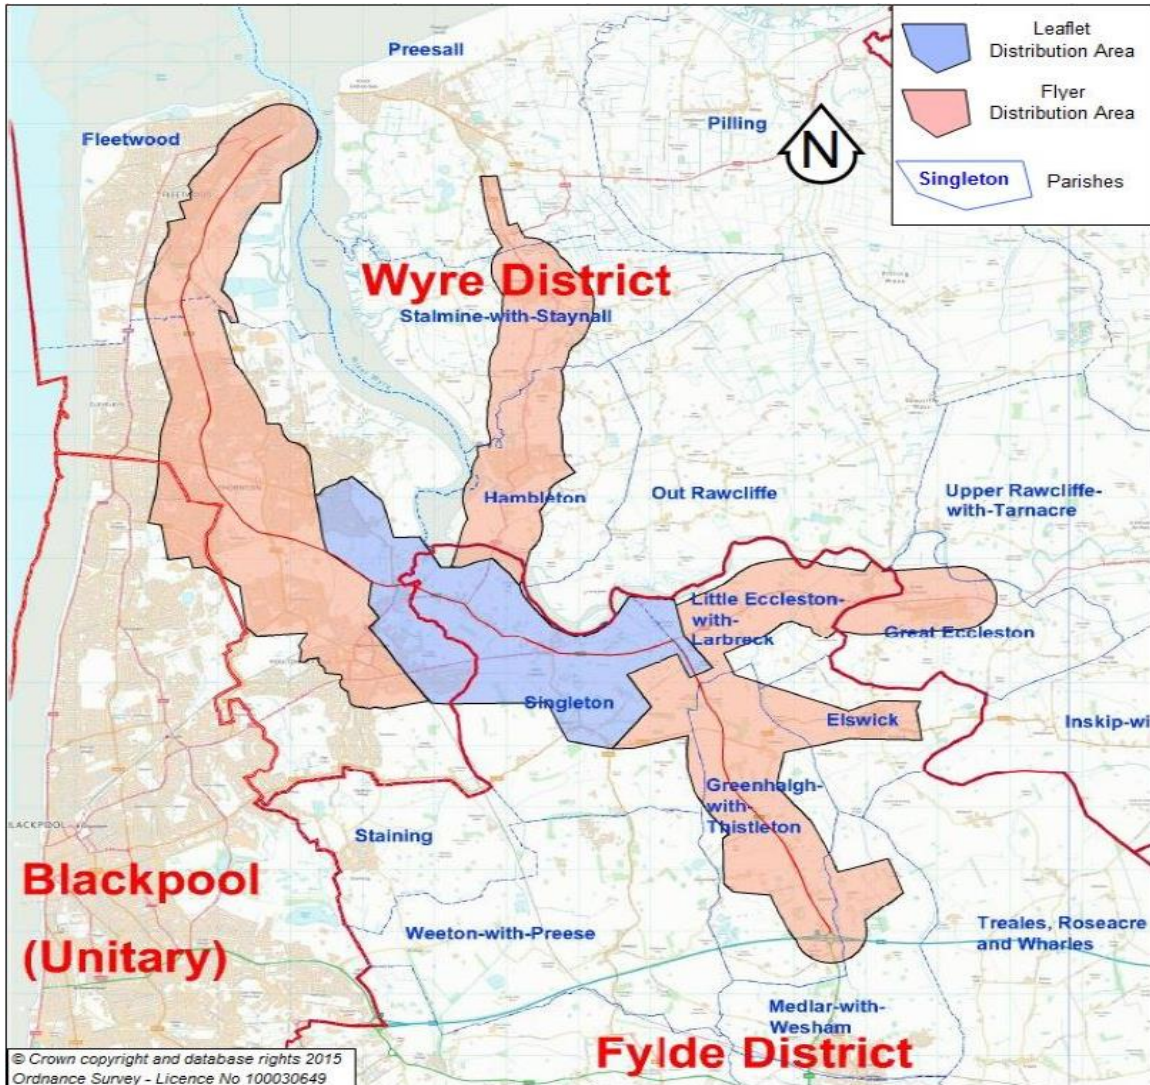 Preesall
Leaflet
Distribution Area
Flyer
Distribution Area
Singleton
Parishes
Fleetwood
Pilling
N
Wyre District
Stalmine-with-Staynall
Hambleton
Out Rawcliffe
Upper Rawcliffe-
with-Tarnacre
Little Eccleston-
with-
Larbreck
Great Eccleston
Singleton
Elswick
Inskip-wi
Greenhalgh-
with-
Thistleton
BLACKPOOL
Staining
Blackpool
(Unitary)
Weeton-with-Preese
Treales, Roseacre
and Wharles
Medlar-with-
Wesham
Fylde District
© Crown copyright and database rights 2015
Ordnance Survey - Licence No 100030649